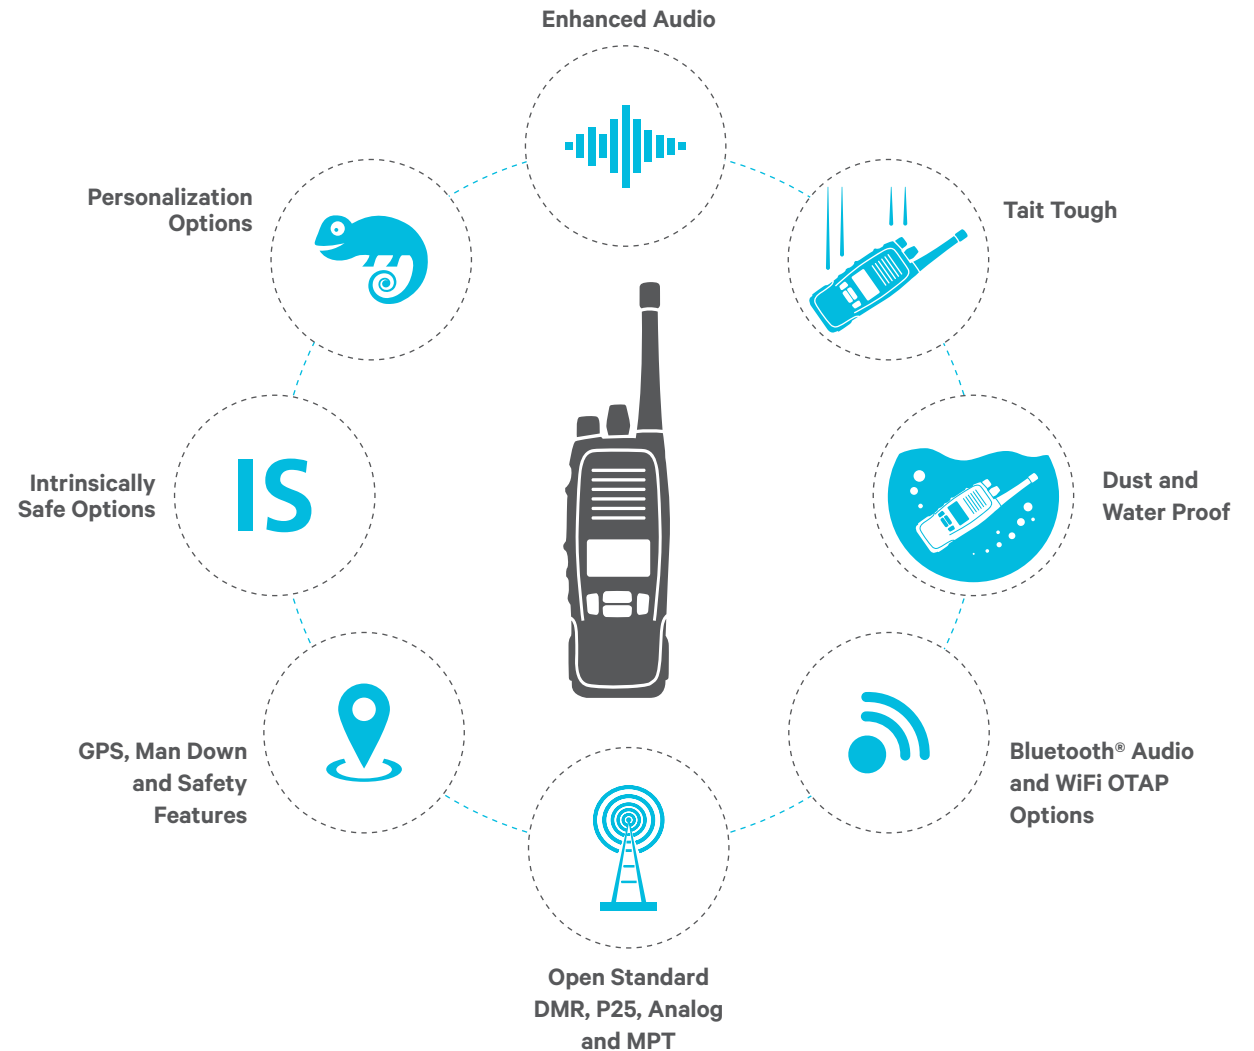 Enhanced Audio
Personalization
Options
Tait Tough
Intrinsically
Safe Options
IS
Dust and
Water Proof
GPS, Man Down
and Safety
Features
Bluetooth® Audio
and WiFi OTAP
Options
Open Standard
DMR, P25, Analog
and MPT